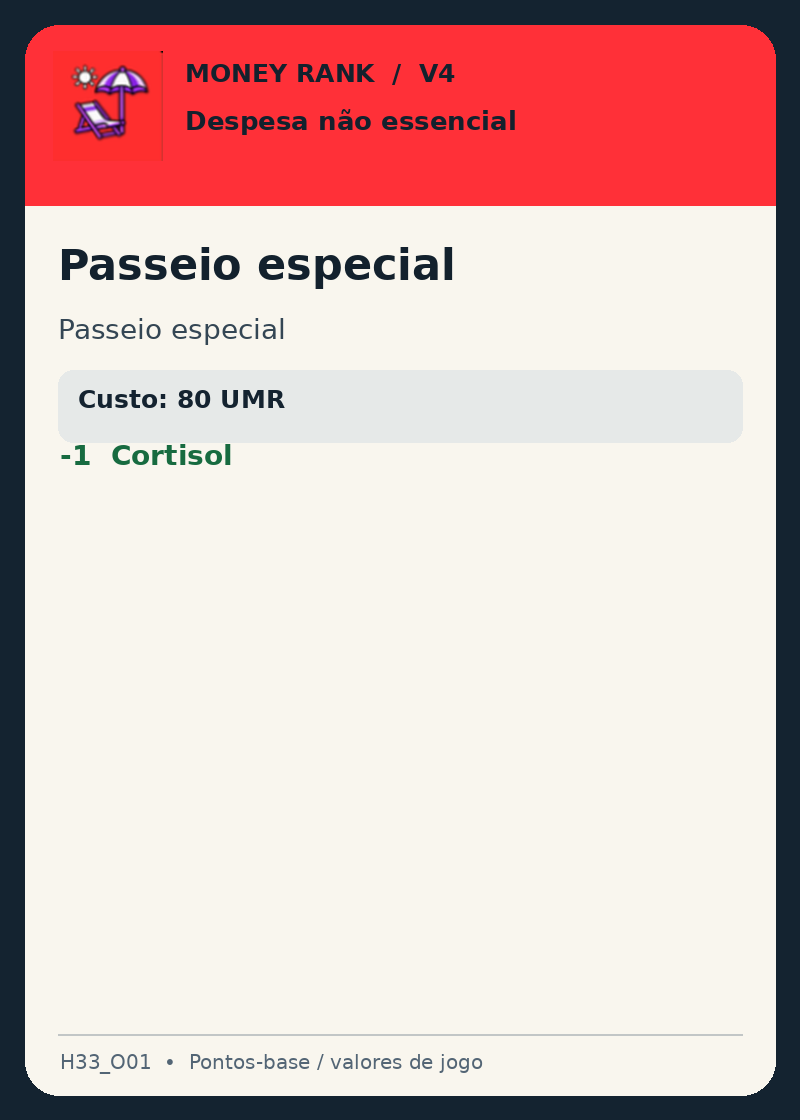 MONEY RANK / V4
Despesa não essencial
Passeio especial
Passeio especial
Custo: 80 UMR
-1 Cortisol
H33_O01 • Pontos-base / valores de jogo